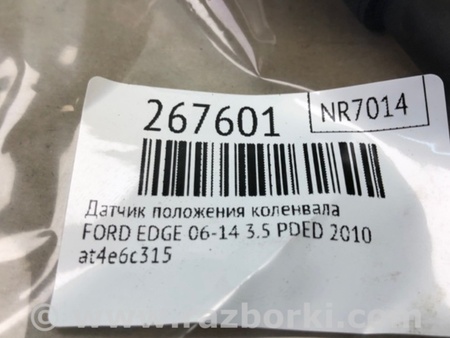 267601
NR7014
Датчик положения коленвала
FORD EDGE 06-14 3.5 PDED 2010
at4e6c315
© www.razborki.com